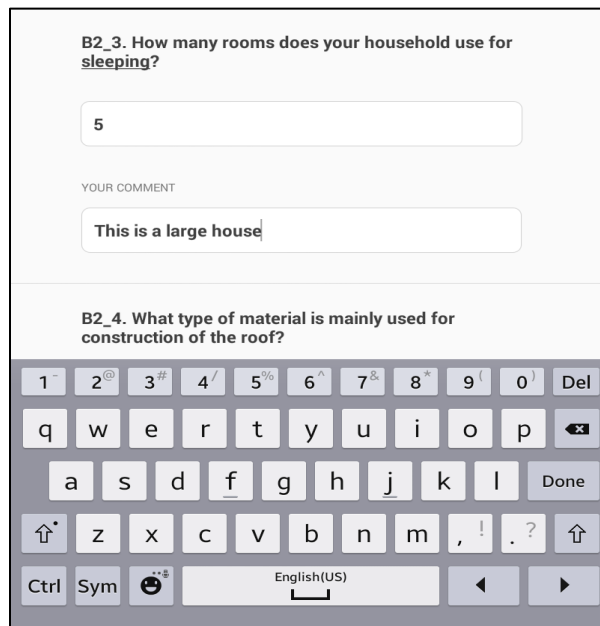 B2_3. How many rooms does your household use for
sleeping?
5
YOUR COMMENT
This is a large house
B2_4. What type of material is mainly used for
construction of the roof?
1 - 2 @ 3 # 4 / 5 % 6 ^ 7 & 8 * 9 ( 0 ) Del
q w e r t y u i o p
a s d f g h j k l Done
z x c v b n m , ! . ?
Ctrl Sym English(US)